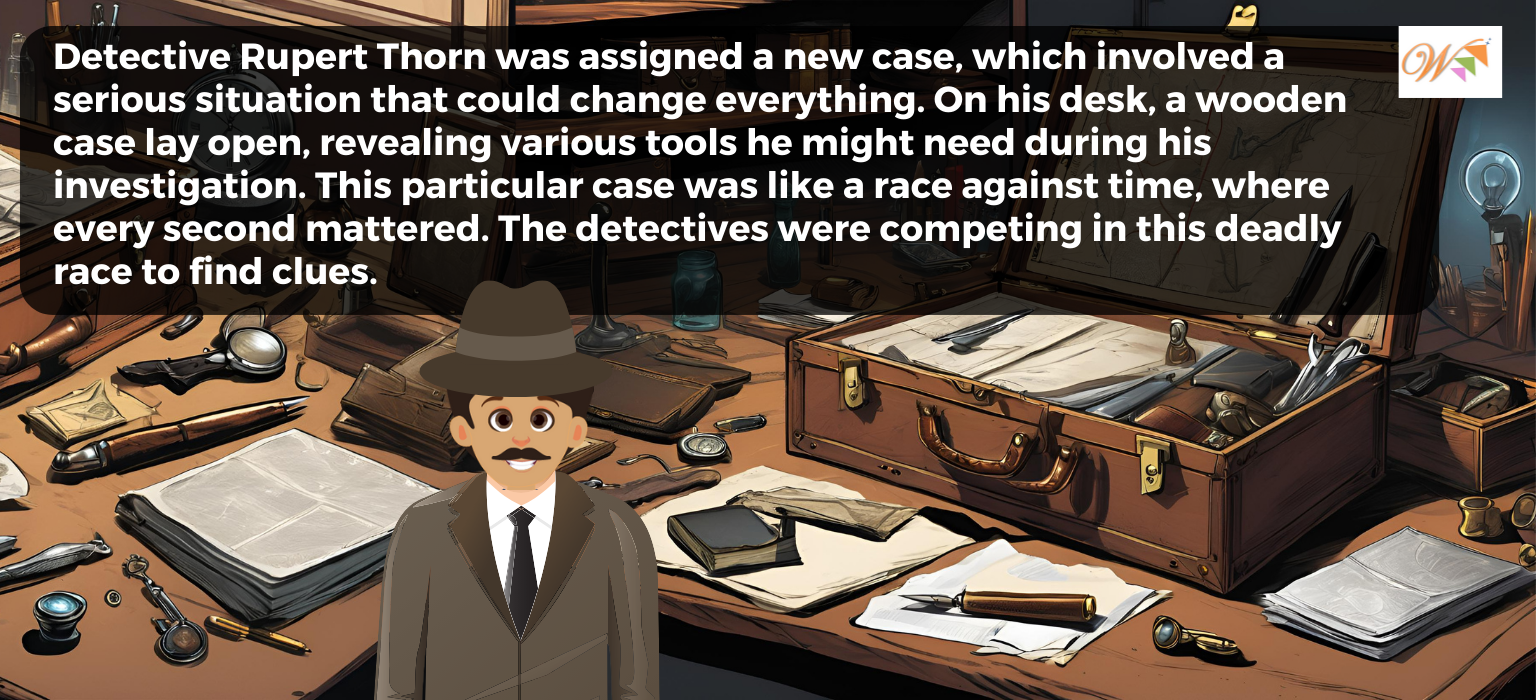 Detective Rupert Thorn was assigned a new case, which involved a
serious situation that could change everything. On his desk, a wooden
case lay open, revealing various tools he might need during his
investigation. This particular case was like a race against time, where
every second mattered. The detectives were competing in this deadly
race to find clues.
W